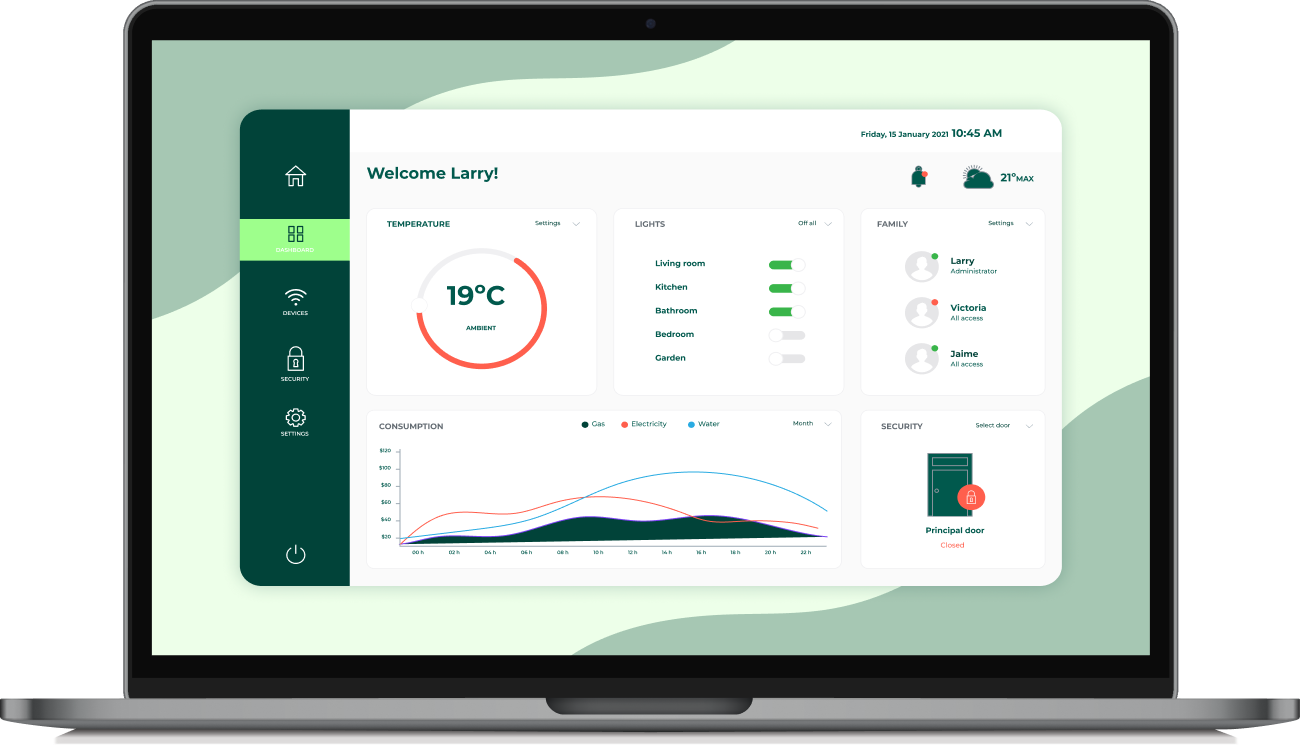 Friday, 15 January 2021 10:45 AM
Welcome Larry!
21°MAX
DASHBOARD
DEVICES
SECURITY
SETTINGS
TEMPERATURE
Settings
19°C
AMBIENT
LIGHTS
Off all
Living room
Kitchen
Bathroom
Bedroom
Garden
FAMILY
Settings
Larry
Administrator
Victoria
All access
Jaime
All access
CONSUMPTION
Gas
Electricity
Water
Month
$120
$100
$80
$60
$40
$20
00 h 02 h 04 h 06 h 08 h 10 h 12 h 14 h 16 h 18 h 20 h 22 h
SECURITY
Select door
Principal door
Closed